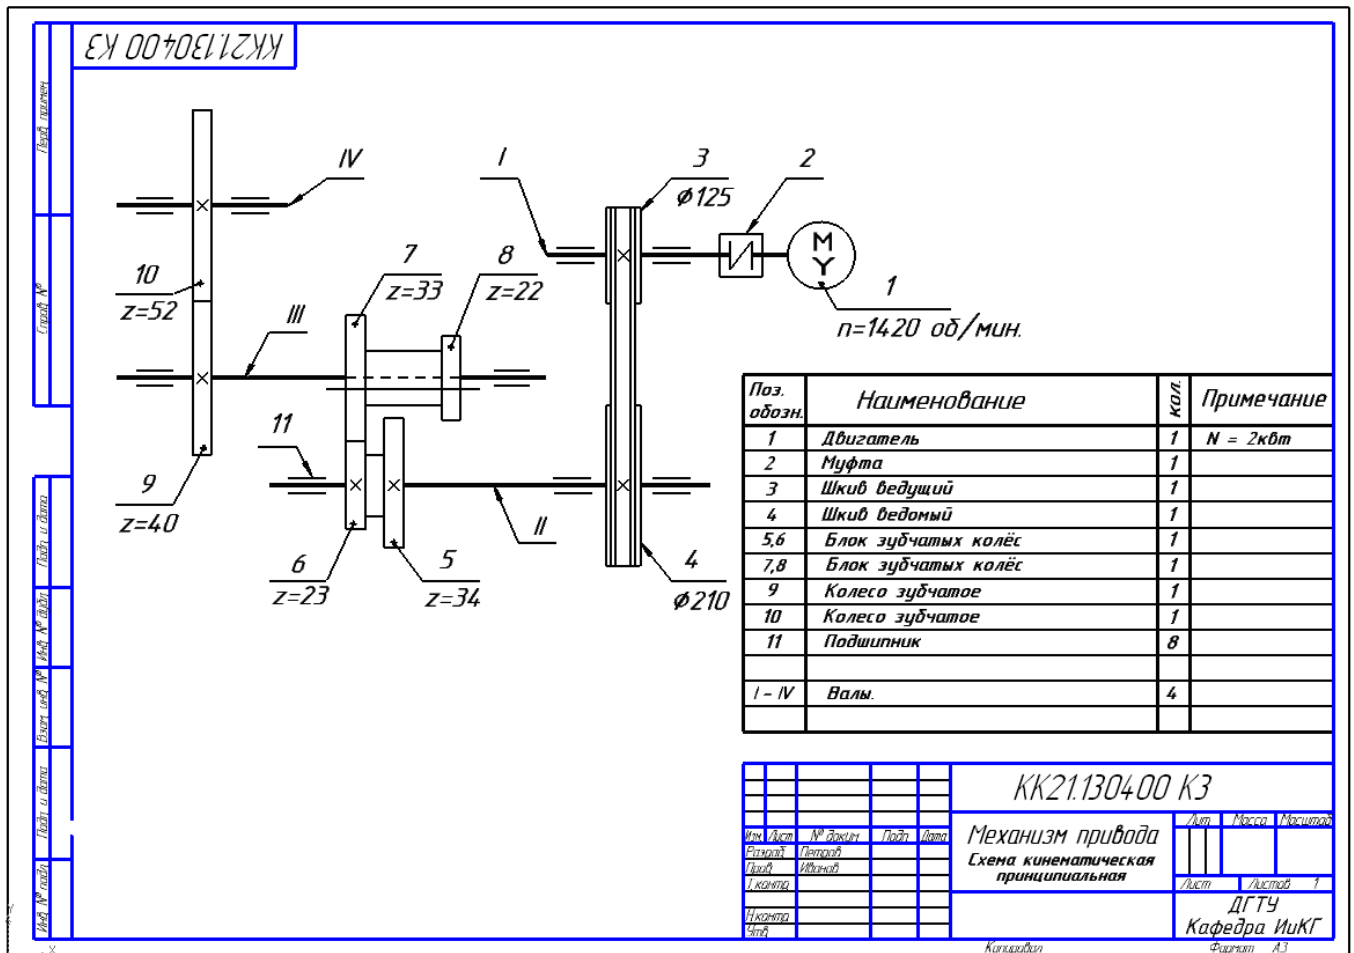 КК21.130400 К3
Перв. примен.
Справ. №
Подп. и дата
Инв. № дубл.
Взам. инв. №
Подп. и дата
Инв. № подл.
IV
I
3
⌀125
2
M
Y
1
n=1420 об/мин.
10
z=52
7
z=33
8
z=22
III
11
9
z=40
6
z=23
5
z=34
II
4
⌀210
Поз. обозн. Наименование Кол. Примечание
1 Двигатель 1 N = 2квт
2 Муфта 1
3 Шкив ведущий 1
4 Шкив ведомый 1
5,6 Блок зубчатых колёс 1
7,8 Блок зубчатых колёс 1
9 Колесо зубчатое 1
10 Колесо зубчатое 1
11 Подшипник 8
I - IV Валы. 4
КК21.130400 К3
Изм. Лист № докум. Подп. Дата
Разраб. Петров
Пров. Иванов
Т.контр.
Н.контр.
Утв.
Механизм привода
Схема кинематическая
принципиальная
Лит. Масса Масштаб
Лист Листов 1
ДГТУ
Кафедра ИиКГ
Копировал Формат А3